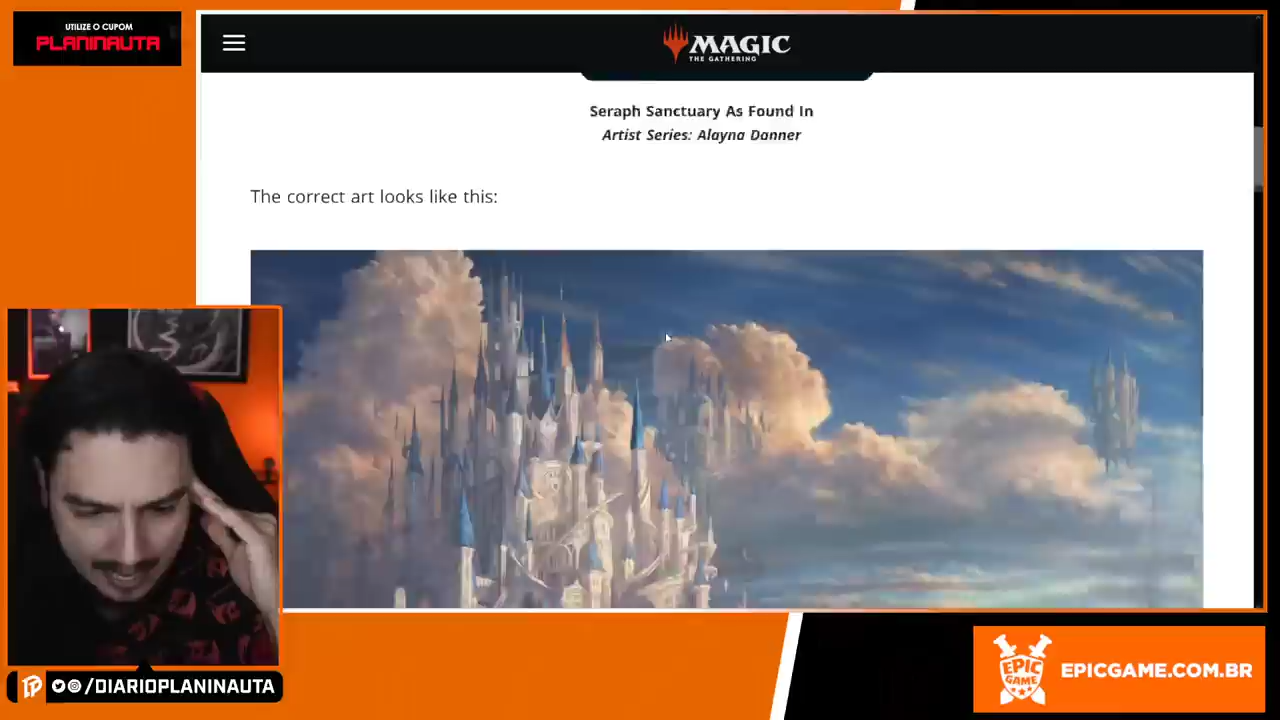 UTILIZE O CUPOM
PLANINAUTA
MAGIC
THE GATHERING
Seraph Sanctuary As Found In
Artist Series: Alayna Danner
The correct art looks like this:
/DIARIOPLANINAUTA
EPIC
GAME
EPICGAME.COM.BR